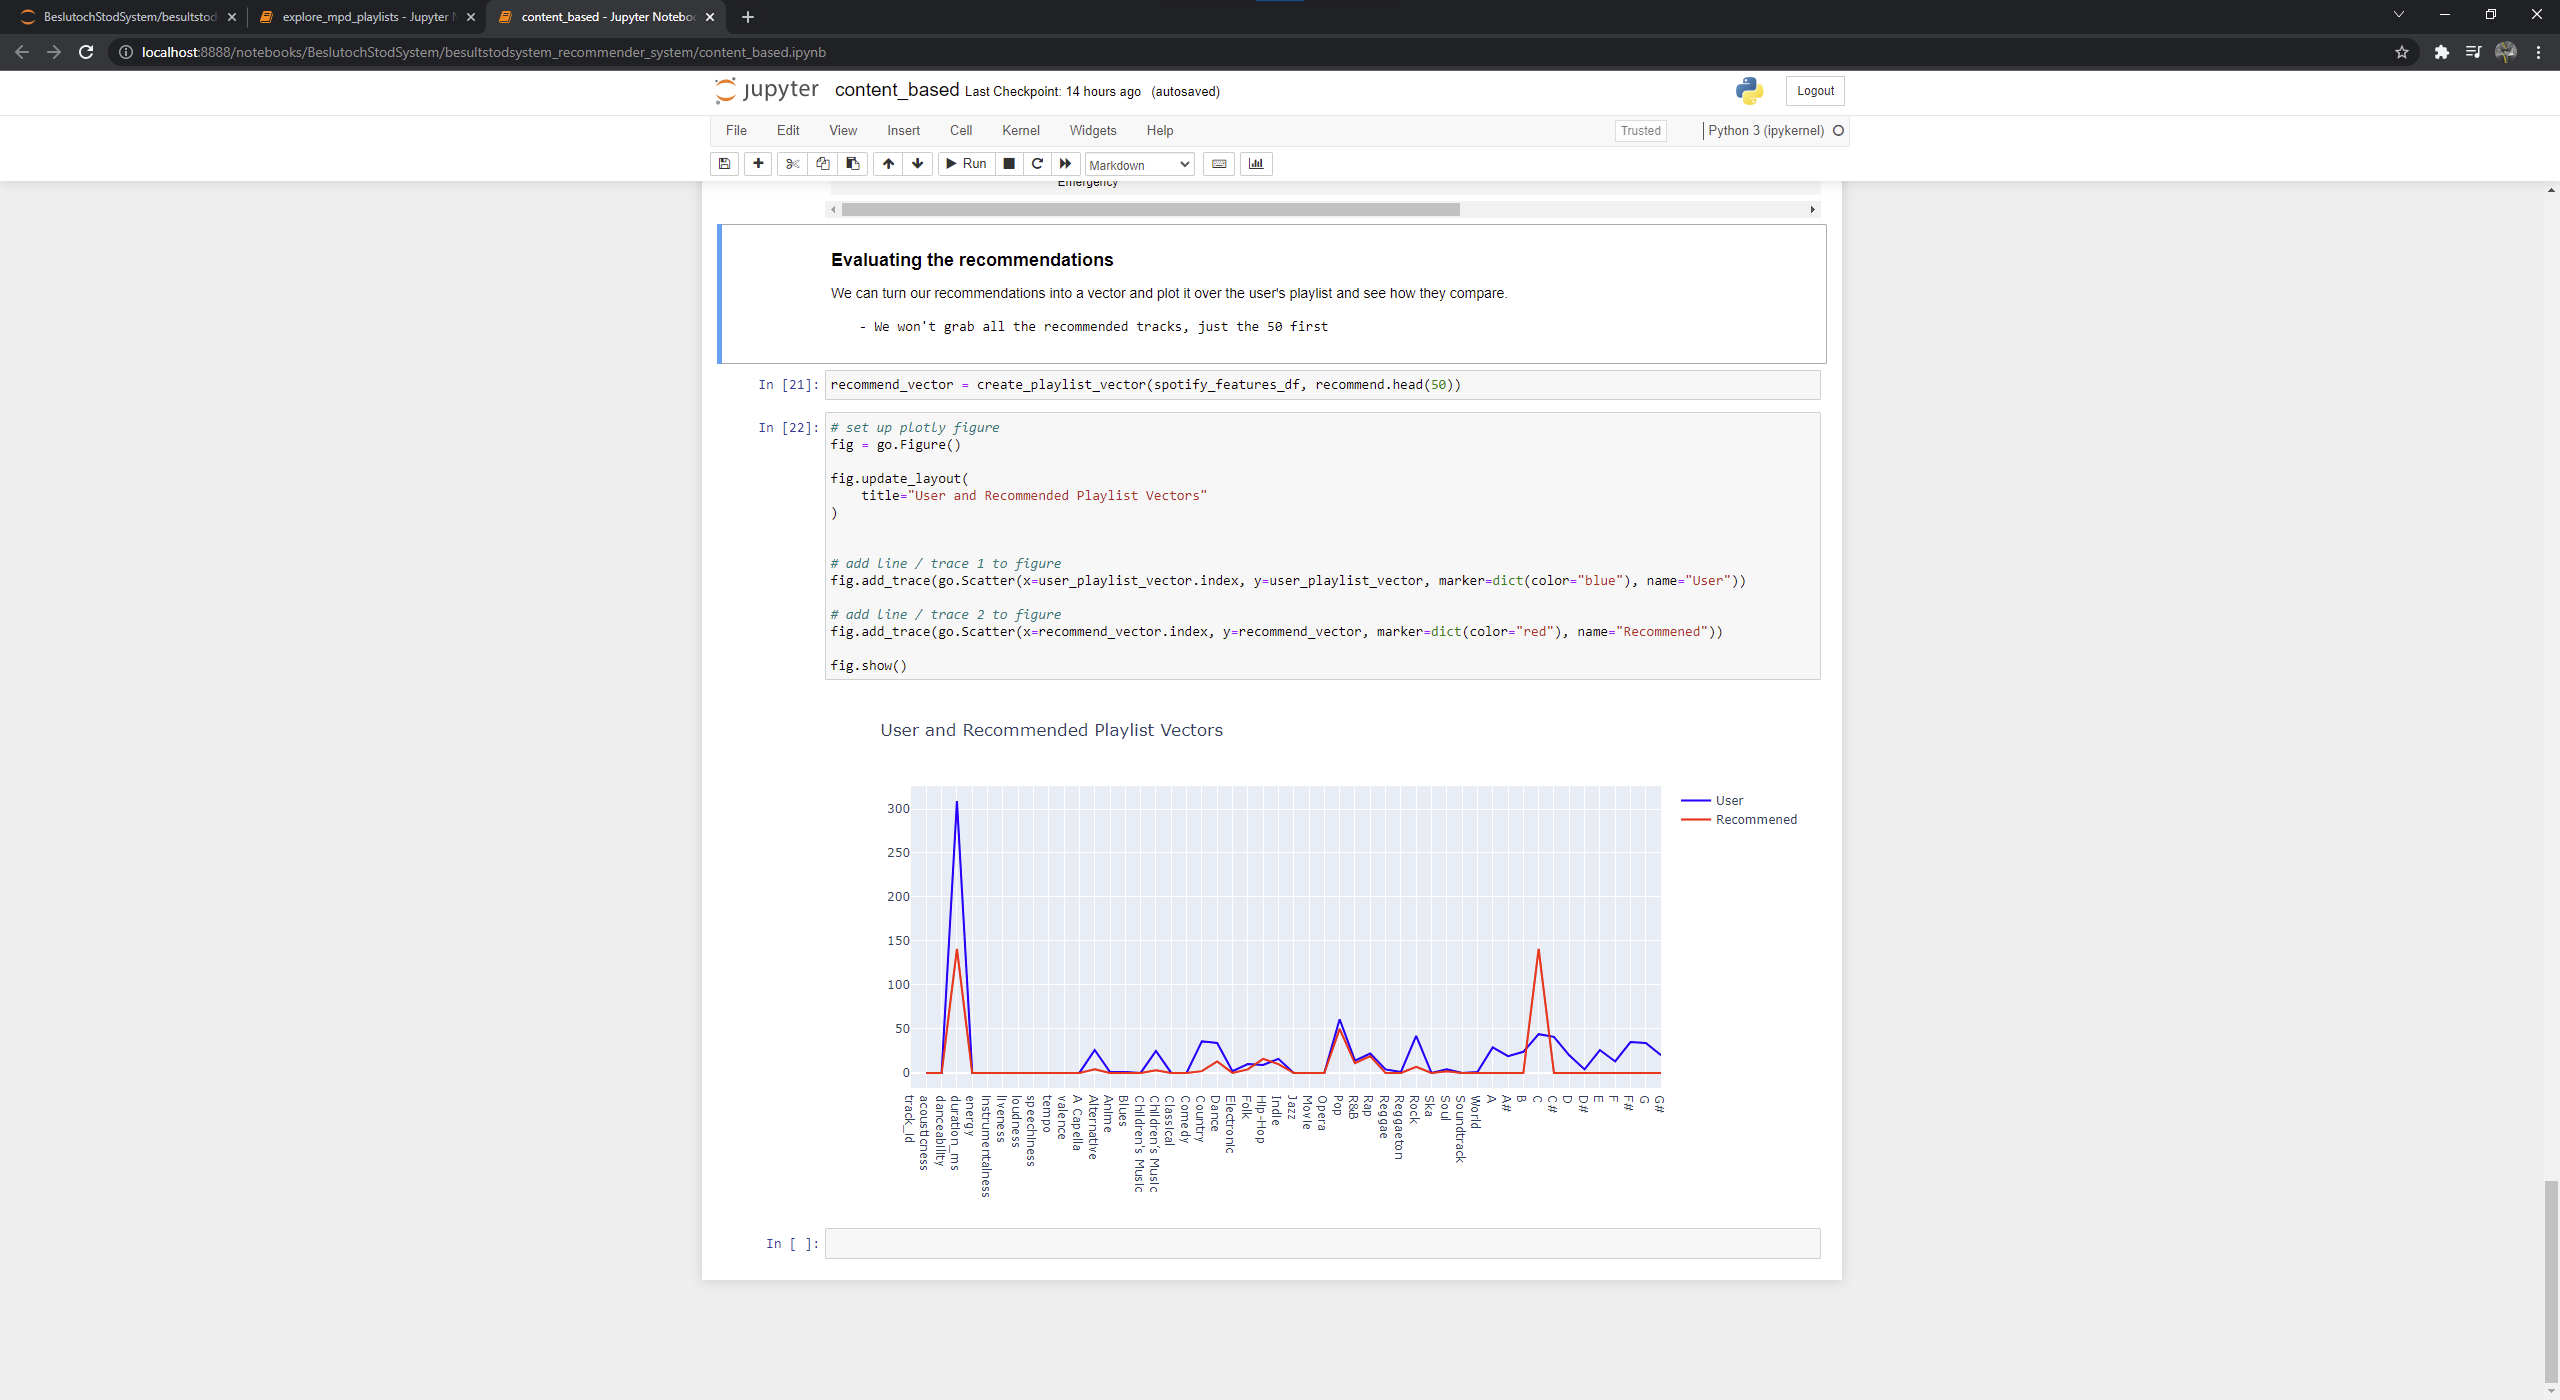 BeslutochStodSystem/besultstod
explore_mpd_playlists - Jupyter N
content_based - Jupyter Notebo
localhost:8888/notebooks/BeslutochStodSystem/besultstodsystem_recommender_system/content_based.ipynb
jupyter content_based Last Checkpoint: 14 hours ago (autosaved)
Logout
File Edit View Insert Cell Kernel Widgets Help
Trusted
Python 3 (ipykernel)
Run
Markdown
Emergency
Evaluating the recommendations
We can turn our recommendations into a vector and plot it over the user's playlist and see how they compare.
- We won't grab all the recommended tracks, just the 50 first
In [21]: recommend_vector = create_playlist_vector(spotify_features_df, recommend.head(50))
In [22]: # set up plotly figure
fig = go.Figure()
fig.update_layout(
title="User and Recommended Playlist Vectors"
)
# add line / trace 1 to figure
fig.add_trace(go.Scatter(x=user_playlist_vector.index, y=user_playlist_vector, marker=dict(color="blue"), name="User"))
# add line / trace 2 to figure
fig.add_trace(go.Scatter(x=recommend_vector.index, y=recommend_vector, marker=dict(color="red"), name="Recommened"))
fig.show()
User and Recommended Playlist Vectors
300
250
200
150
100
50
0
User
Recommened
track_id
acousticness
danceability
duration_ms
energy
instrumentalness
liveness
loudness
speechiness
tempo
valence
A Capella
Alternative
Anime
Blues
Children's Music
Children’s Music
Classical
Comedy
Country
Dance
Electronic
Folk
Hip-Hop
Indie
Jazz
Movie
Opera
Pop
R&B
Rap
Reggae
Reggaeton
Rock
Ska
Soul
Soundtrack
World
A
A#
B
C
C#
D
D#
E
F
F#
G
G#
In [ ]: